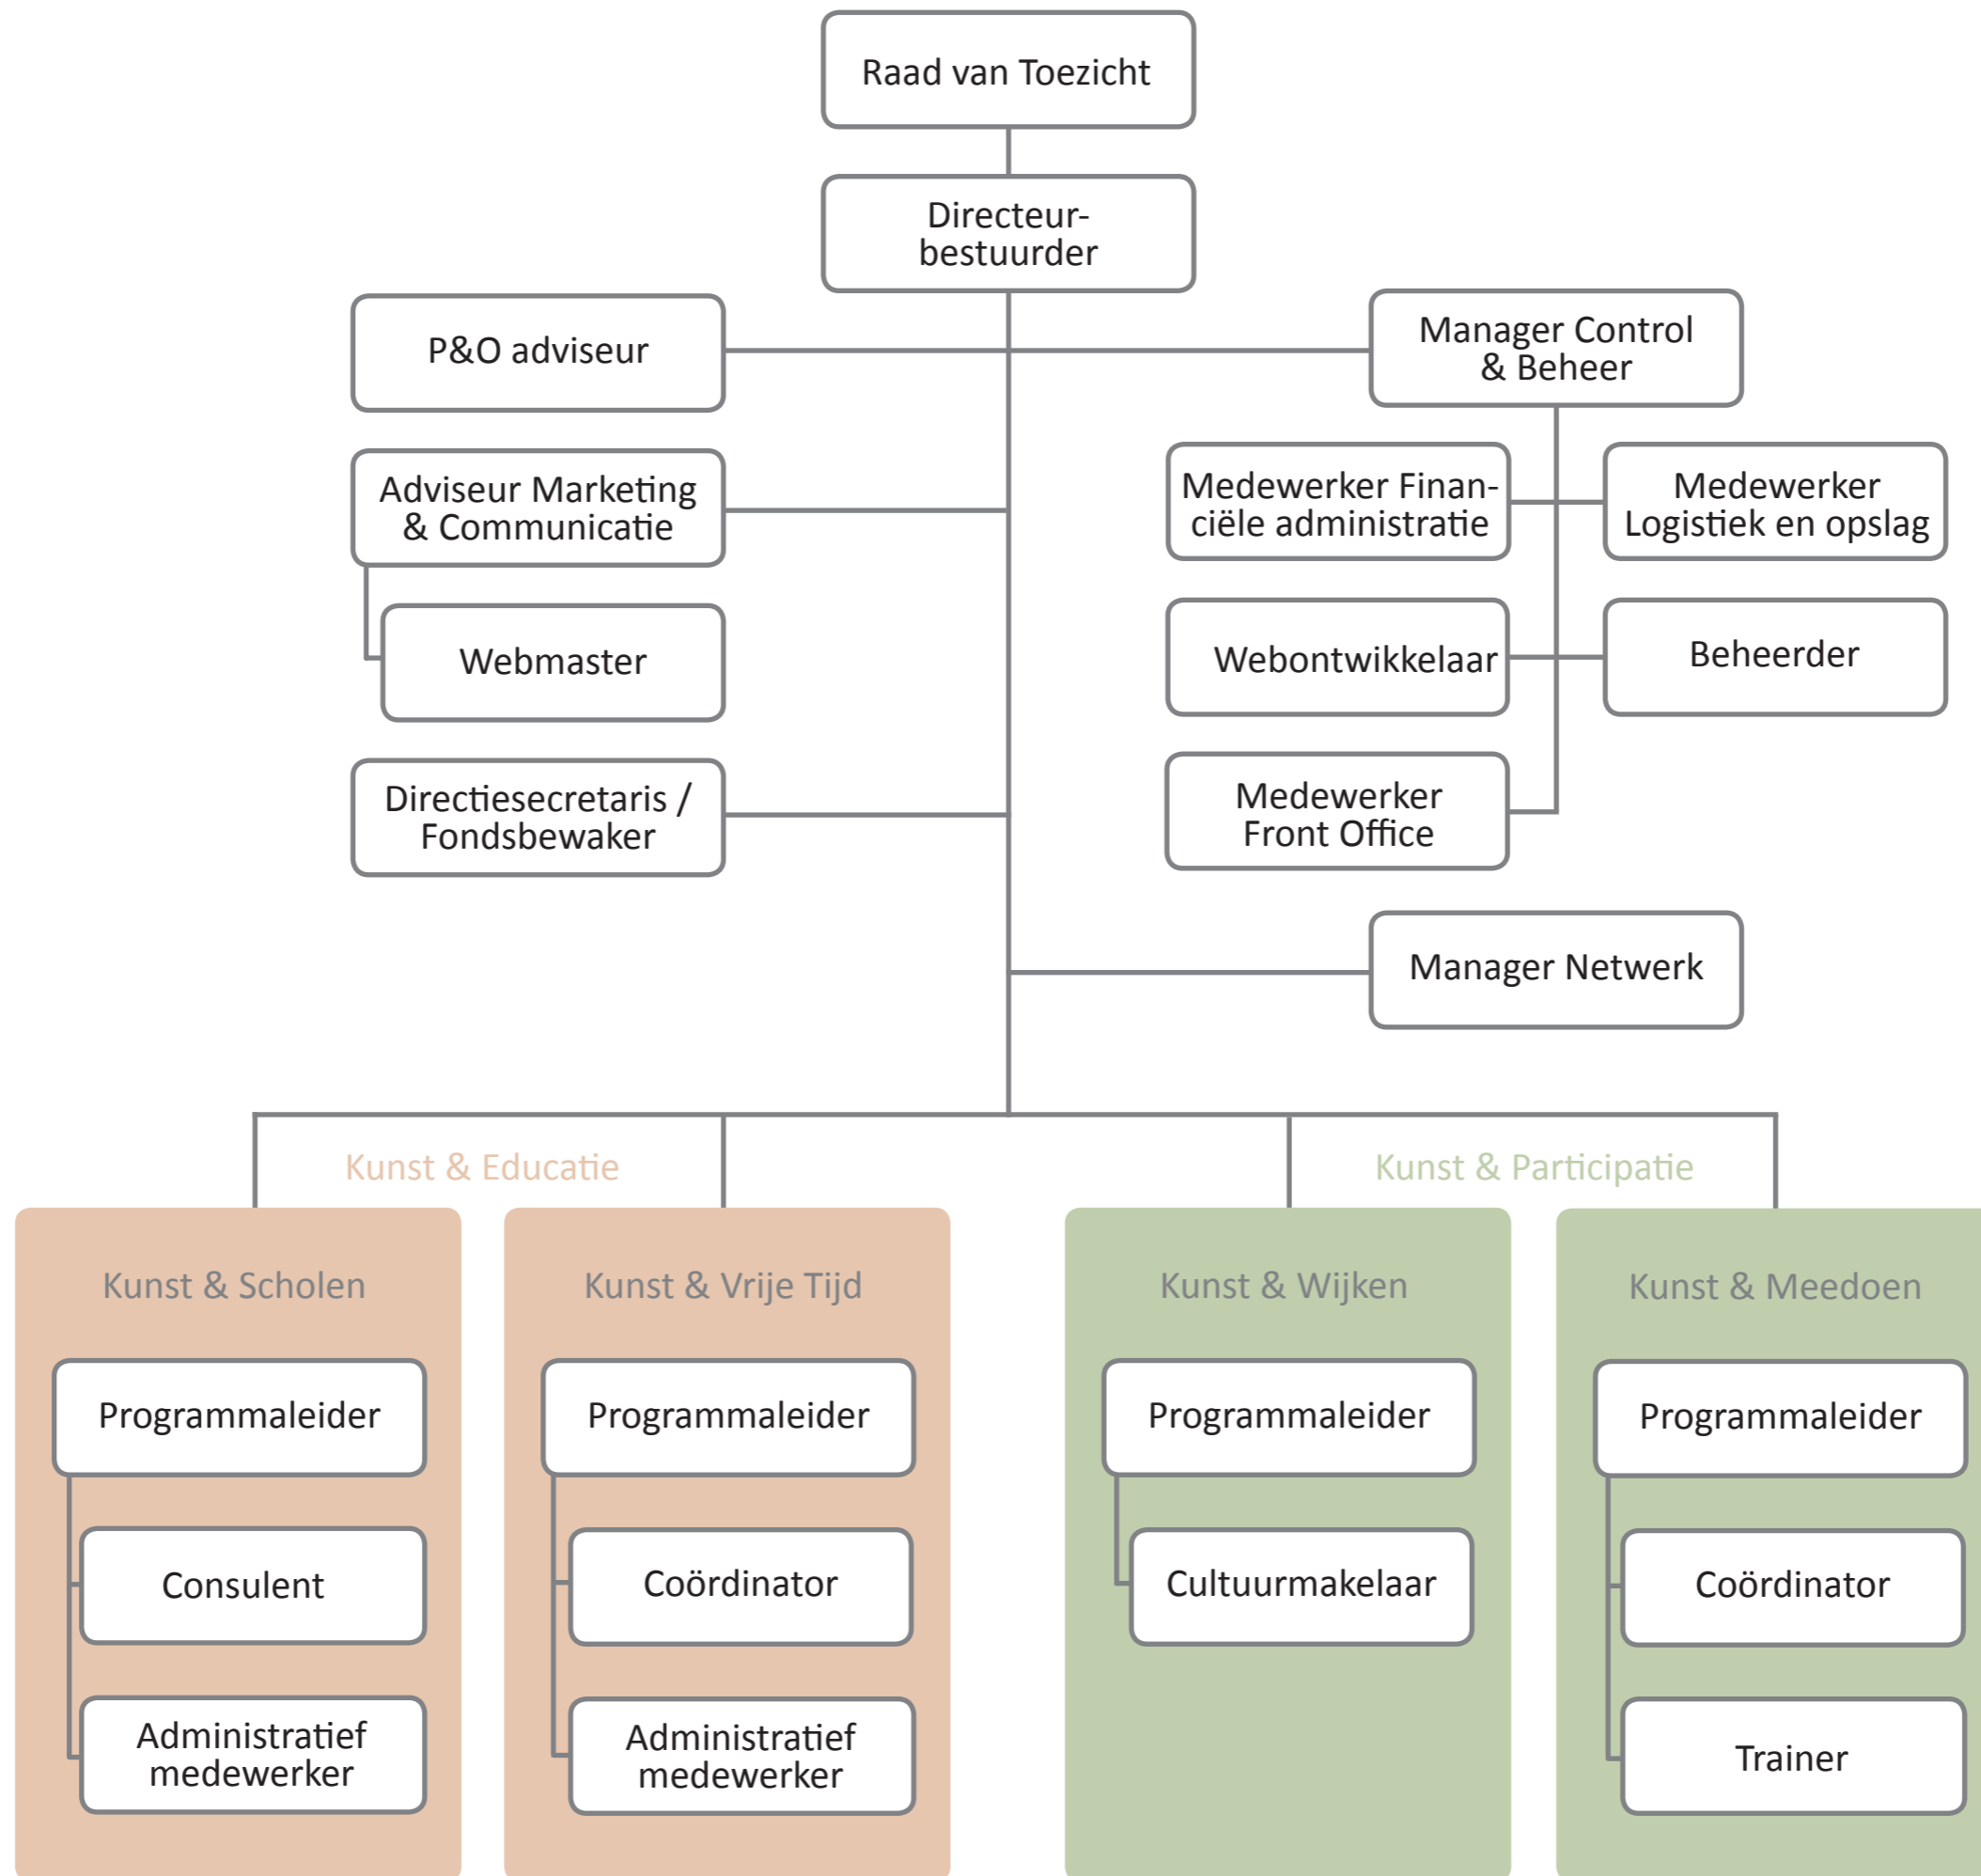 Raad van Toezicht
Directeur-
bestuurder
P&O adviseur
Manager Control
& Beheer
Adviseur Marketing
& Communicatie
Webmaster
Directiesecretaris /
Fondsbewaker
Medewerker Finan-
ciële administratie
Medewerker
Logistiek en opslag
Webontwikkelaar
Beheerder
Medewerker
Front Office
Manager Netwerk
Kunst & Educatie
Kunst & Participatie
Kunst & Scholen
Programmaleider
Consulent
Administratief
medewerker
Kunst & Vrije Tijd
Programmaleider
Coördinator
Administratief
medewerker
Kunst & Wijken
Programmaleider
Cultuurmakelaar
Kunst & Meedoen
Programmaleider
Coördinator
Trainer